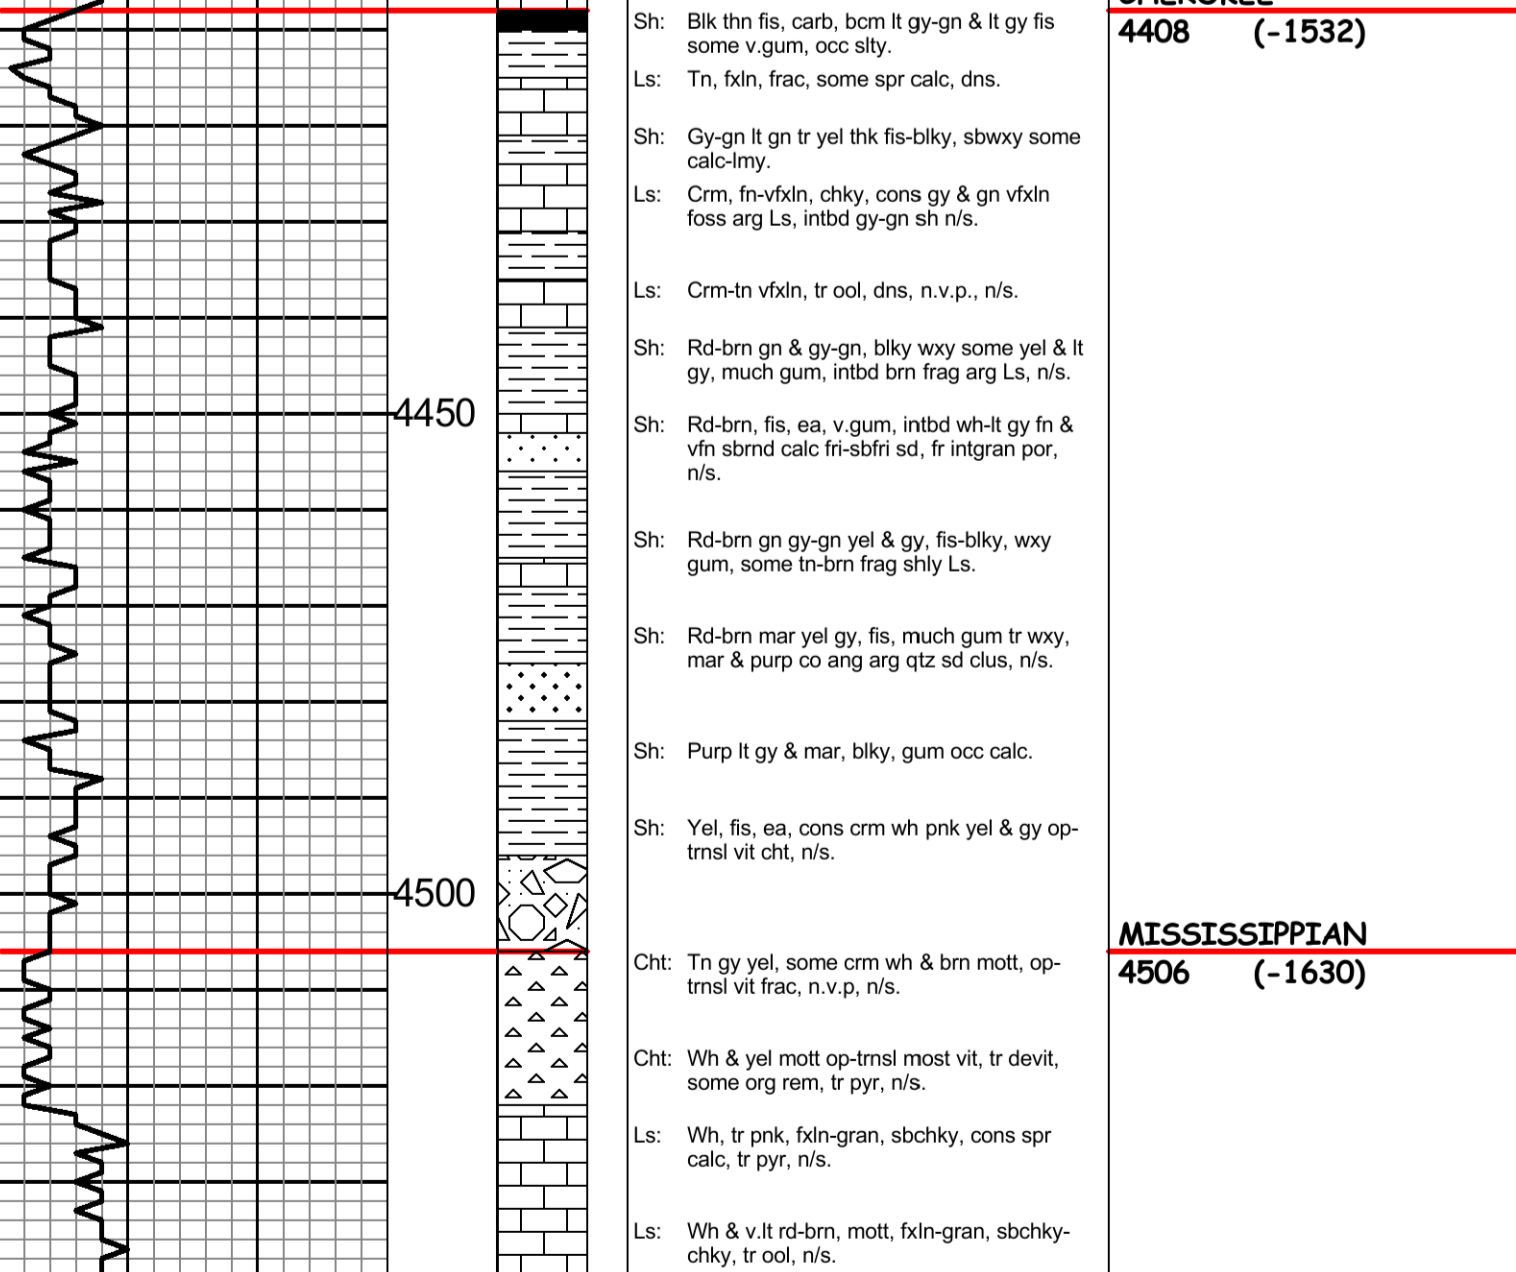 CHEROKEE
4408 (-1532)
Sh: Blk thn fis, carb, bcm lt gy-gn & lt gy fis
some v.gum, occ slty.
Ls: Tn, fxln, frac, some spr calc, dns.
Sh: Gy-gn lt gn tr yel thk fis-blky, sbwxy some
calc-lmy.
Ls: Crm, fn-vfxln, chky, cons gy & gn vfxln
foss arg Ls, intbd gy-gn sh n/s.
Ls: Crm-tn vfxln, tr ool, dns, n.v.p., n/s.
Sh: Rd-brn gn & gy-gn, blky wxy some yel & lt
gy, much gum, intbd brn frag arg Ls, n/s.
4450
Sh: Rd-brn, fis, ea, v.gum, intbd wh-lt gy fn &
vfn sbrnd calc fri-sbfri sd, fr intgran por,
n/s.
Sh: Rd-brn gn gy-gn yel & gy, fis-blky, wxy
gum, some tn-brn frag shly Ls.
Sh: Rd-brn mar yel gy, fis, much gum tr wxy,
mar & purp co ang arg qtz sd clus, n/s.
Sh: Purp lt gy & mar, blky, gum occ calc.
Sh: Yel, fis, ea, cons crm wh pnk yel & gy op-
trnsl vit cht, n/s.
4500
MISSISSIPPIAN
4506 (-1630)
Cht: Tn gy yel, some crm wh & brn mott, op-
trnsl vit frac, n.v.p, n/s.
Cht: Wh & yel mott op-trnsl most vit, tr devit,
some org rem, tr pyr, n/s.
Ls: Wh, tr pnk, fxln-gran, sbchky, cons spr
calc, tr pyr, n/s.
Ls: Wh & v.lt rd-brn, mott, fxln-gran, sbchky-
chky, tr ool, n/s.